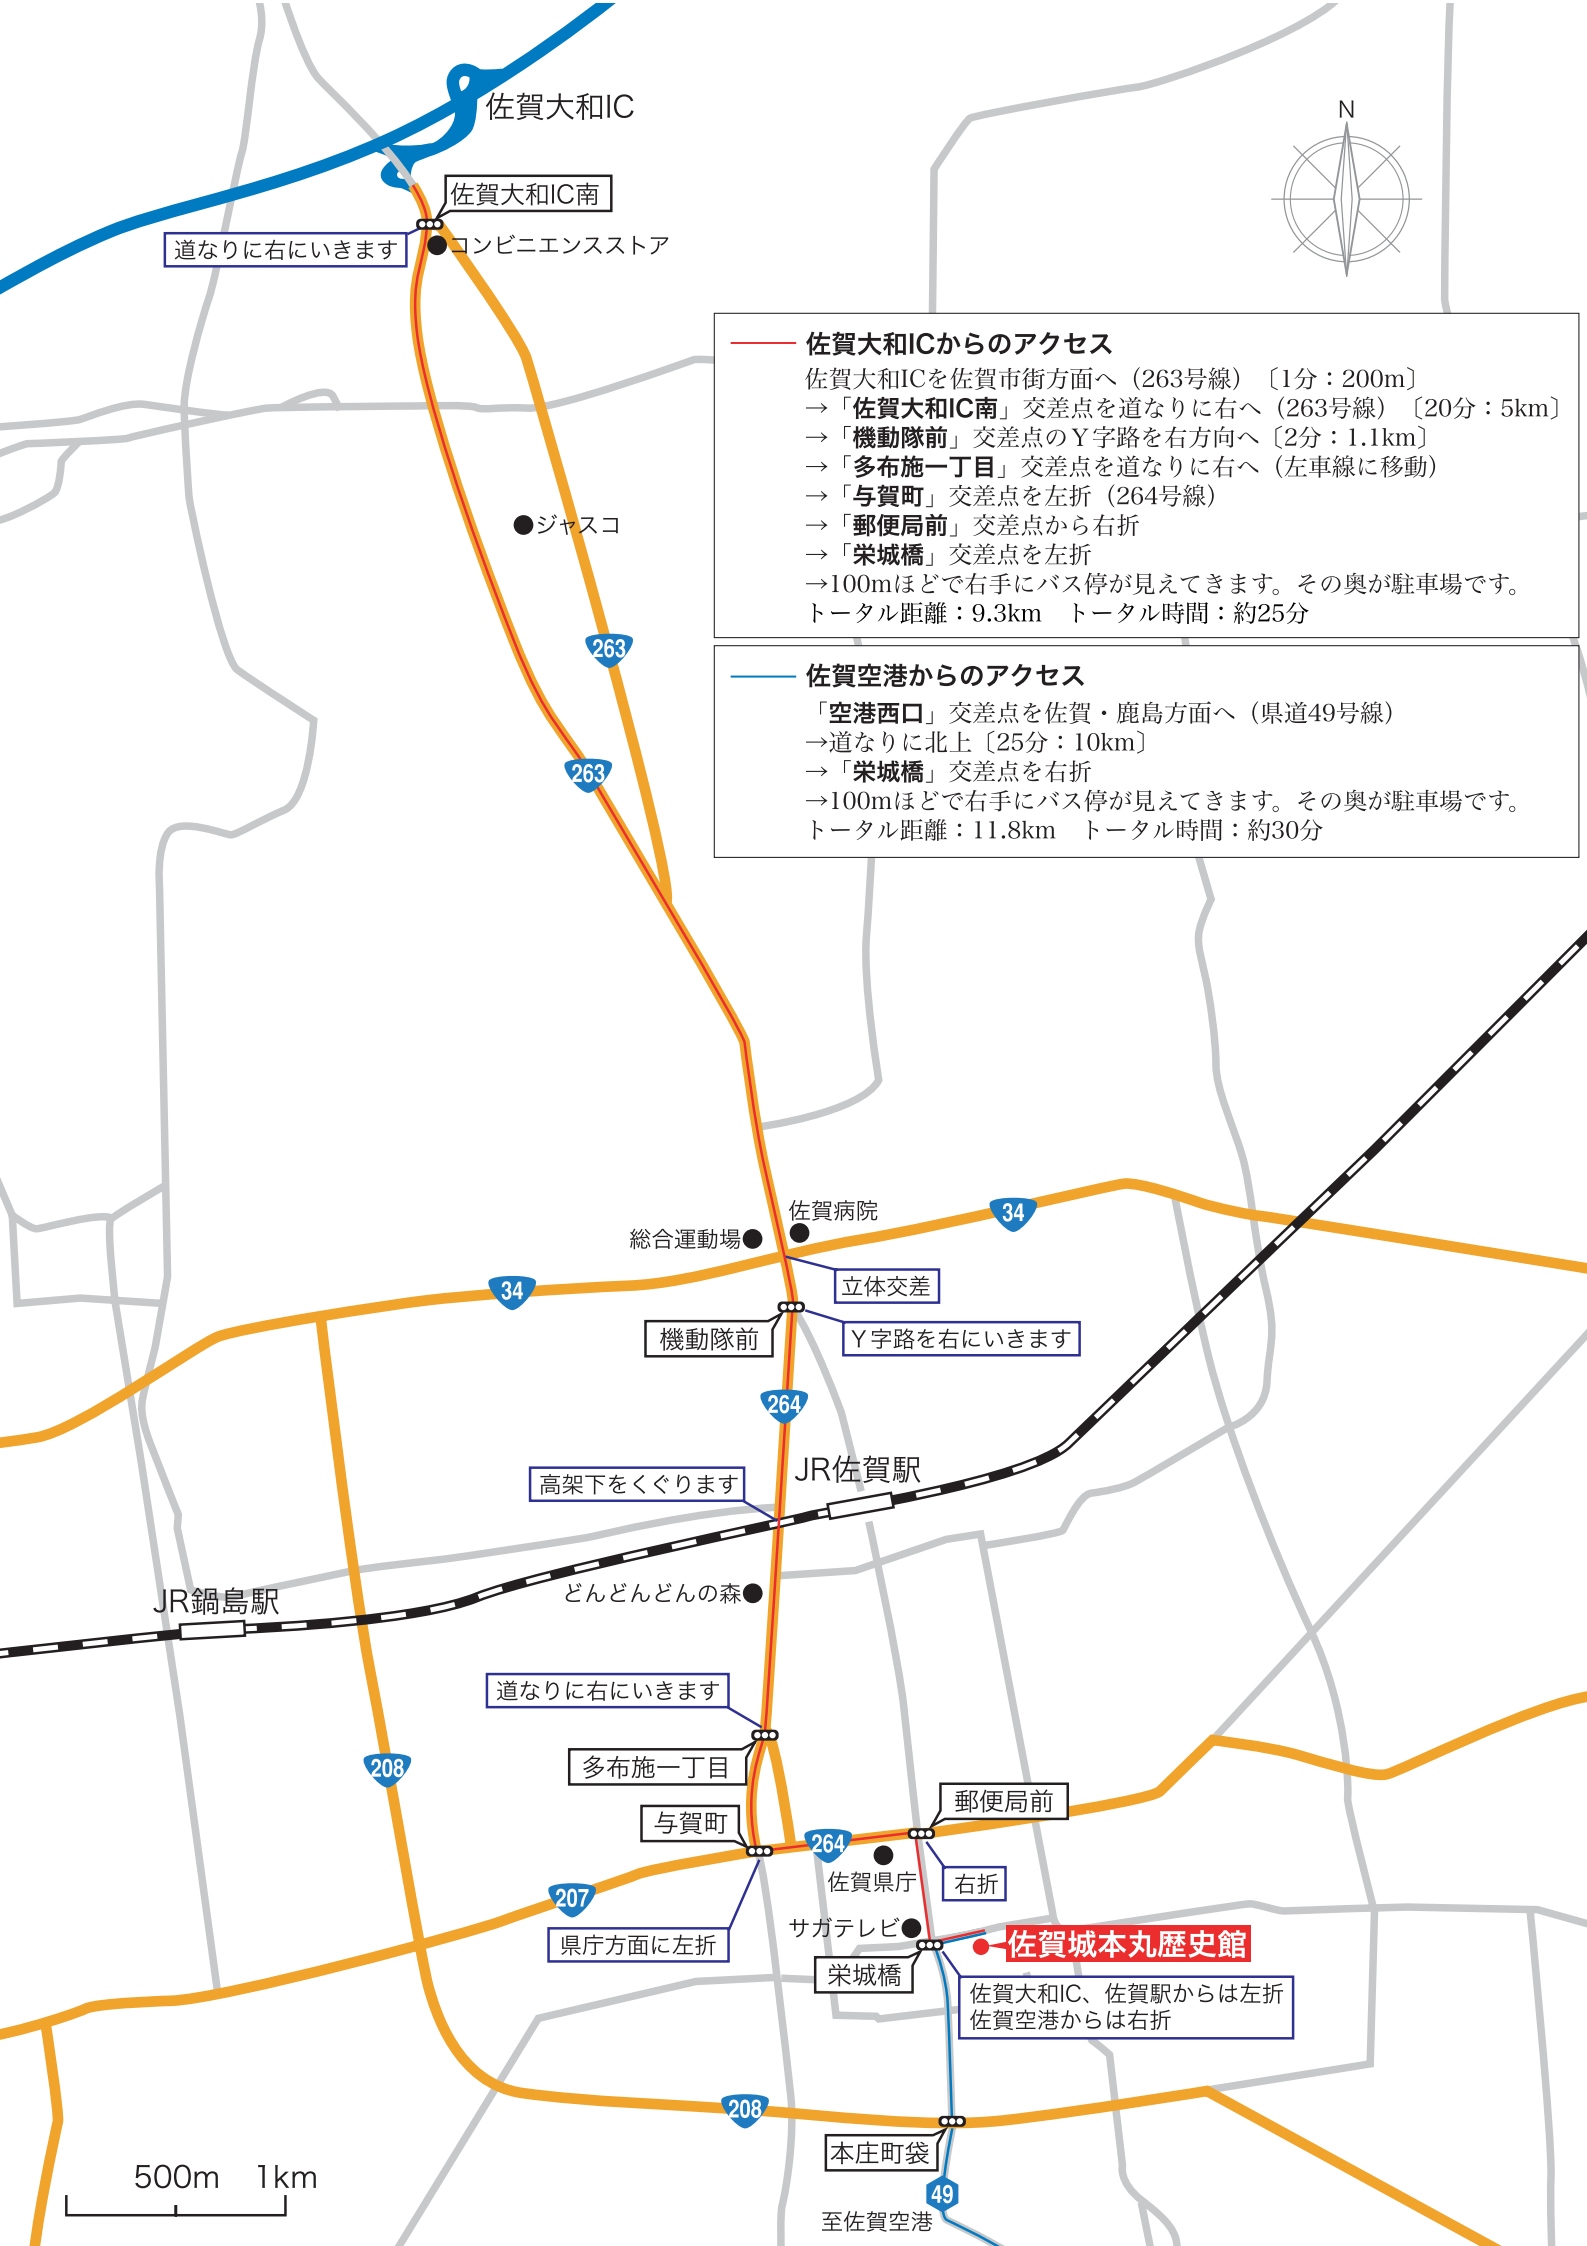 佐賀大和IC
N
佐賀大和IC南
道なりに右にいきます
コンビニエンスストア
佐賀大和ICからのアクセス
佐賀大和ICを佐賀市街方面へ（263号線）〔1分：200m〕
→「佐賀大和IC南」交差点を道なりに右へ（263号線）〔20分：5km〕
→「機動隊前」交差点のＹ字路を右方向へ〔2分：1.1km〕
→「多布施一丁目」交差点を道なりに右へ（左車線に移動）
→「与賀町」交差点を左折（264号線）
→「郵便局前」交差点から右折
→「栄城橋」交差点を左折
→100mほどで右手にバス停が見えてきます。その奥が駐車場です。
トータル距離：9.3km　トータル時間：約25分
ジャスコ
263
佐賀空港からのアクセス
「空港西口」交差点を佐賀・鹿島方面へ（県道49号線）
→道なりに北上〔25分：10km〕
→「栄城橋」交差点を右折
→100mほどで右手にバス停が見えてきます。その奥が駐車場です。
トータル距離：11.8km　トータル時間：約30分
263
佐賀病院
34
総合運動場
立体交差
34
機動隊前
Ｙ字路を右にいきます
264
JR佐賀駅
高架下をくぐります
どんどんどんの森
JR鍋島駅
道なりに右にいきます
多布施一丁目
208
郵便局前
与賀町
264
佐賀県庁
右折
207
サガテレビ
県庁方面に左折
佐賀城本丸歴史館
栄城橋
佐賀大和IC、佐賀駅からは左折
佐賀空港からは右折
208
本庄町袋
500m 1km
49
至佐賀空港